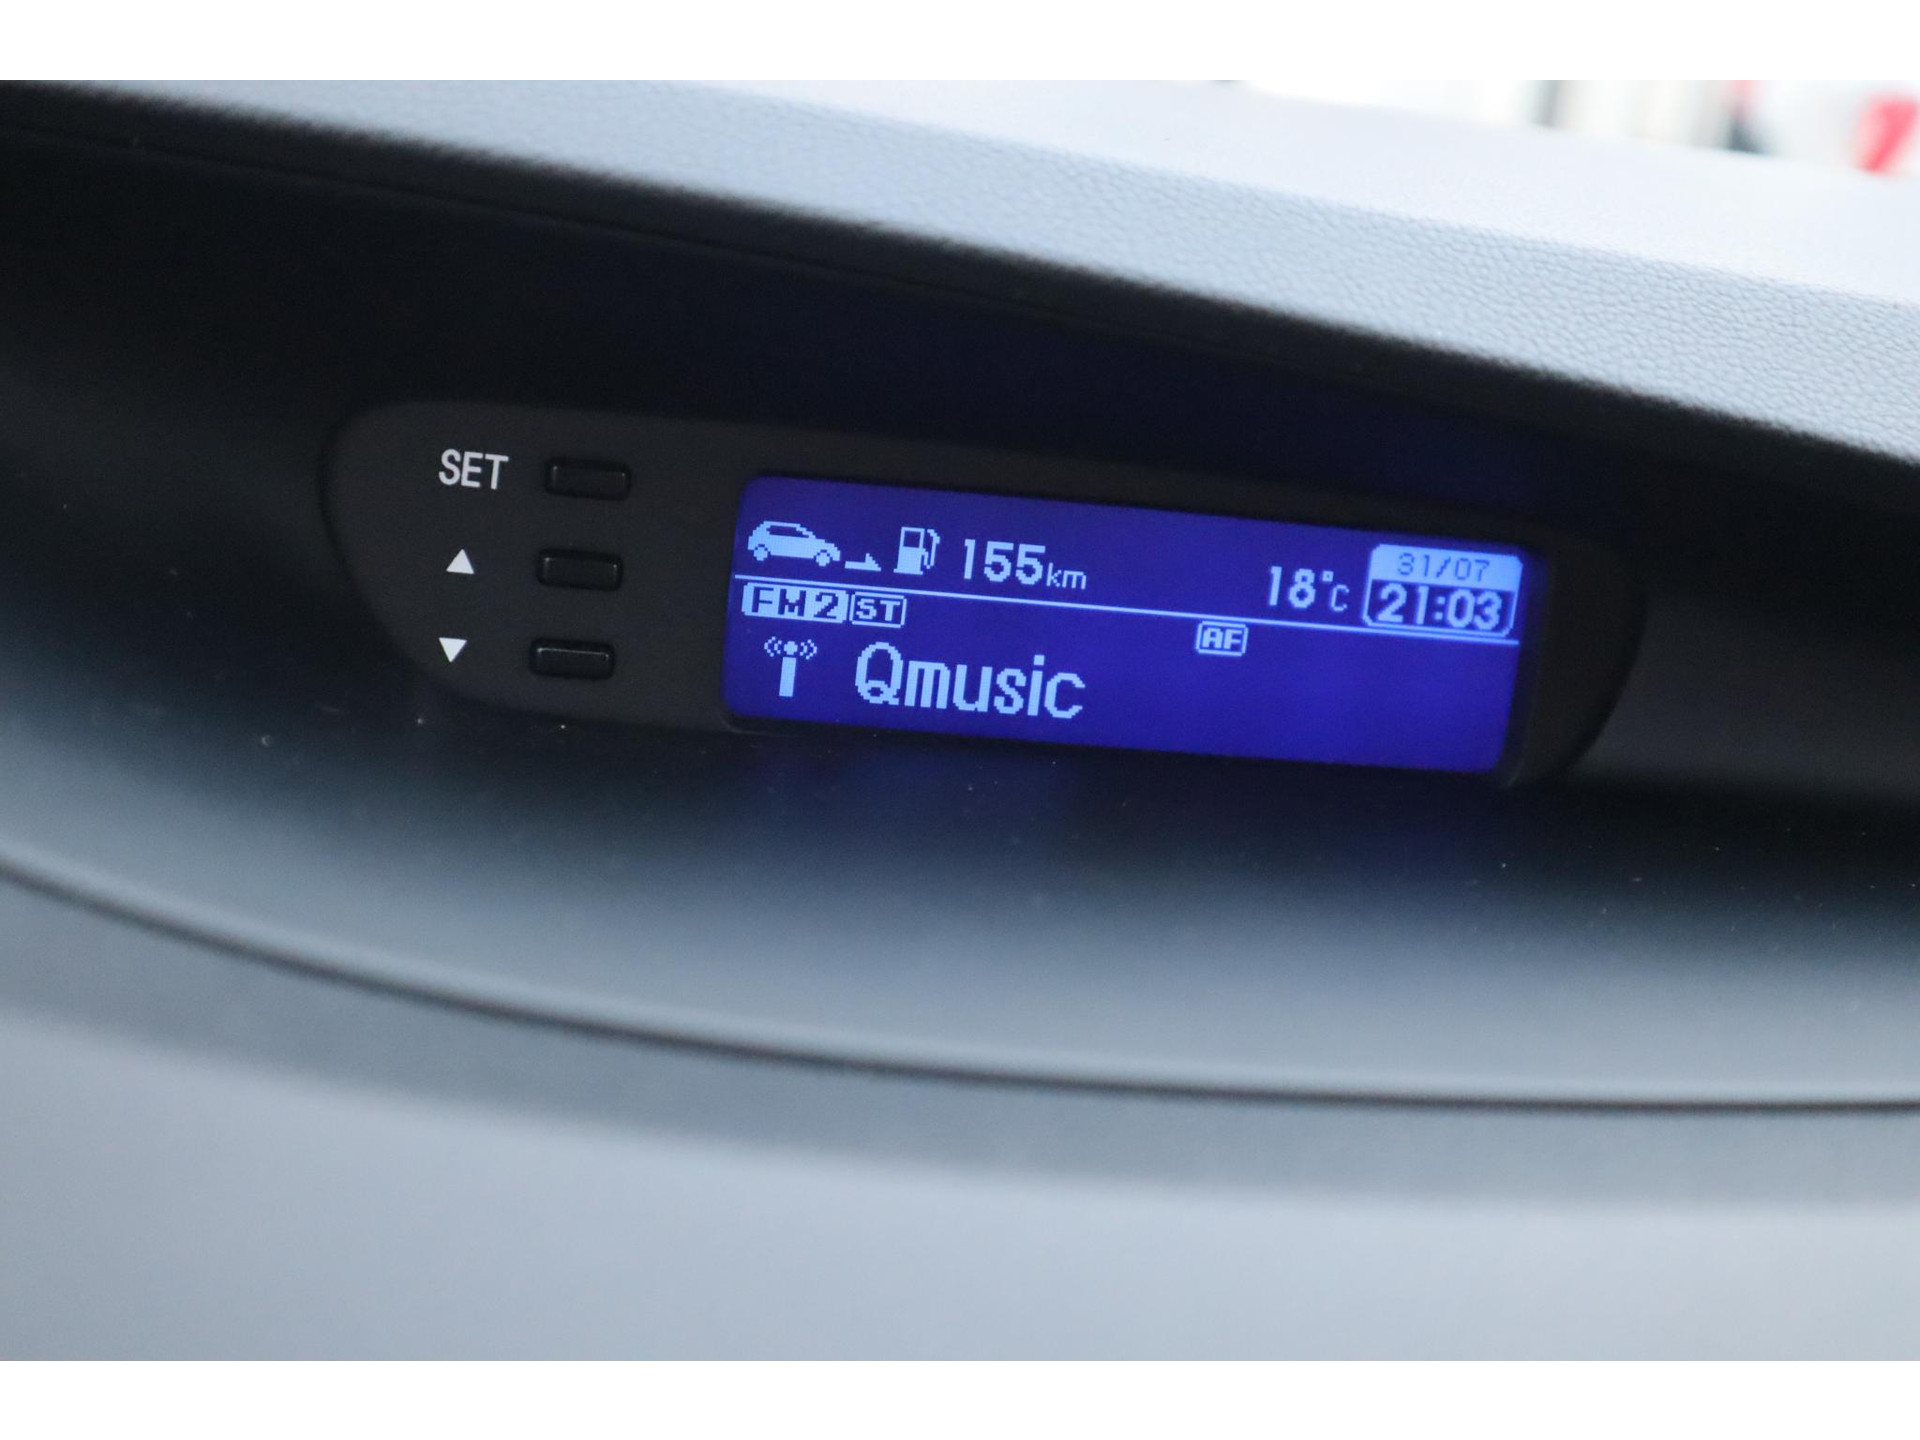 SET
155km 18°C 31/07
21:03
FM2 ST
AF
Qmusic